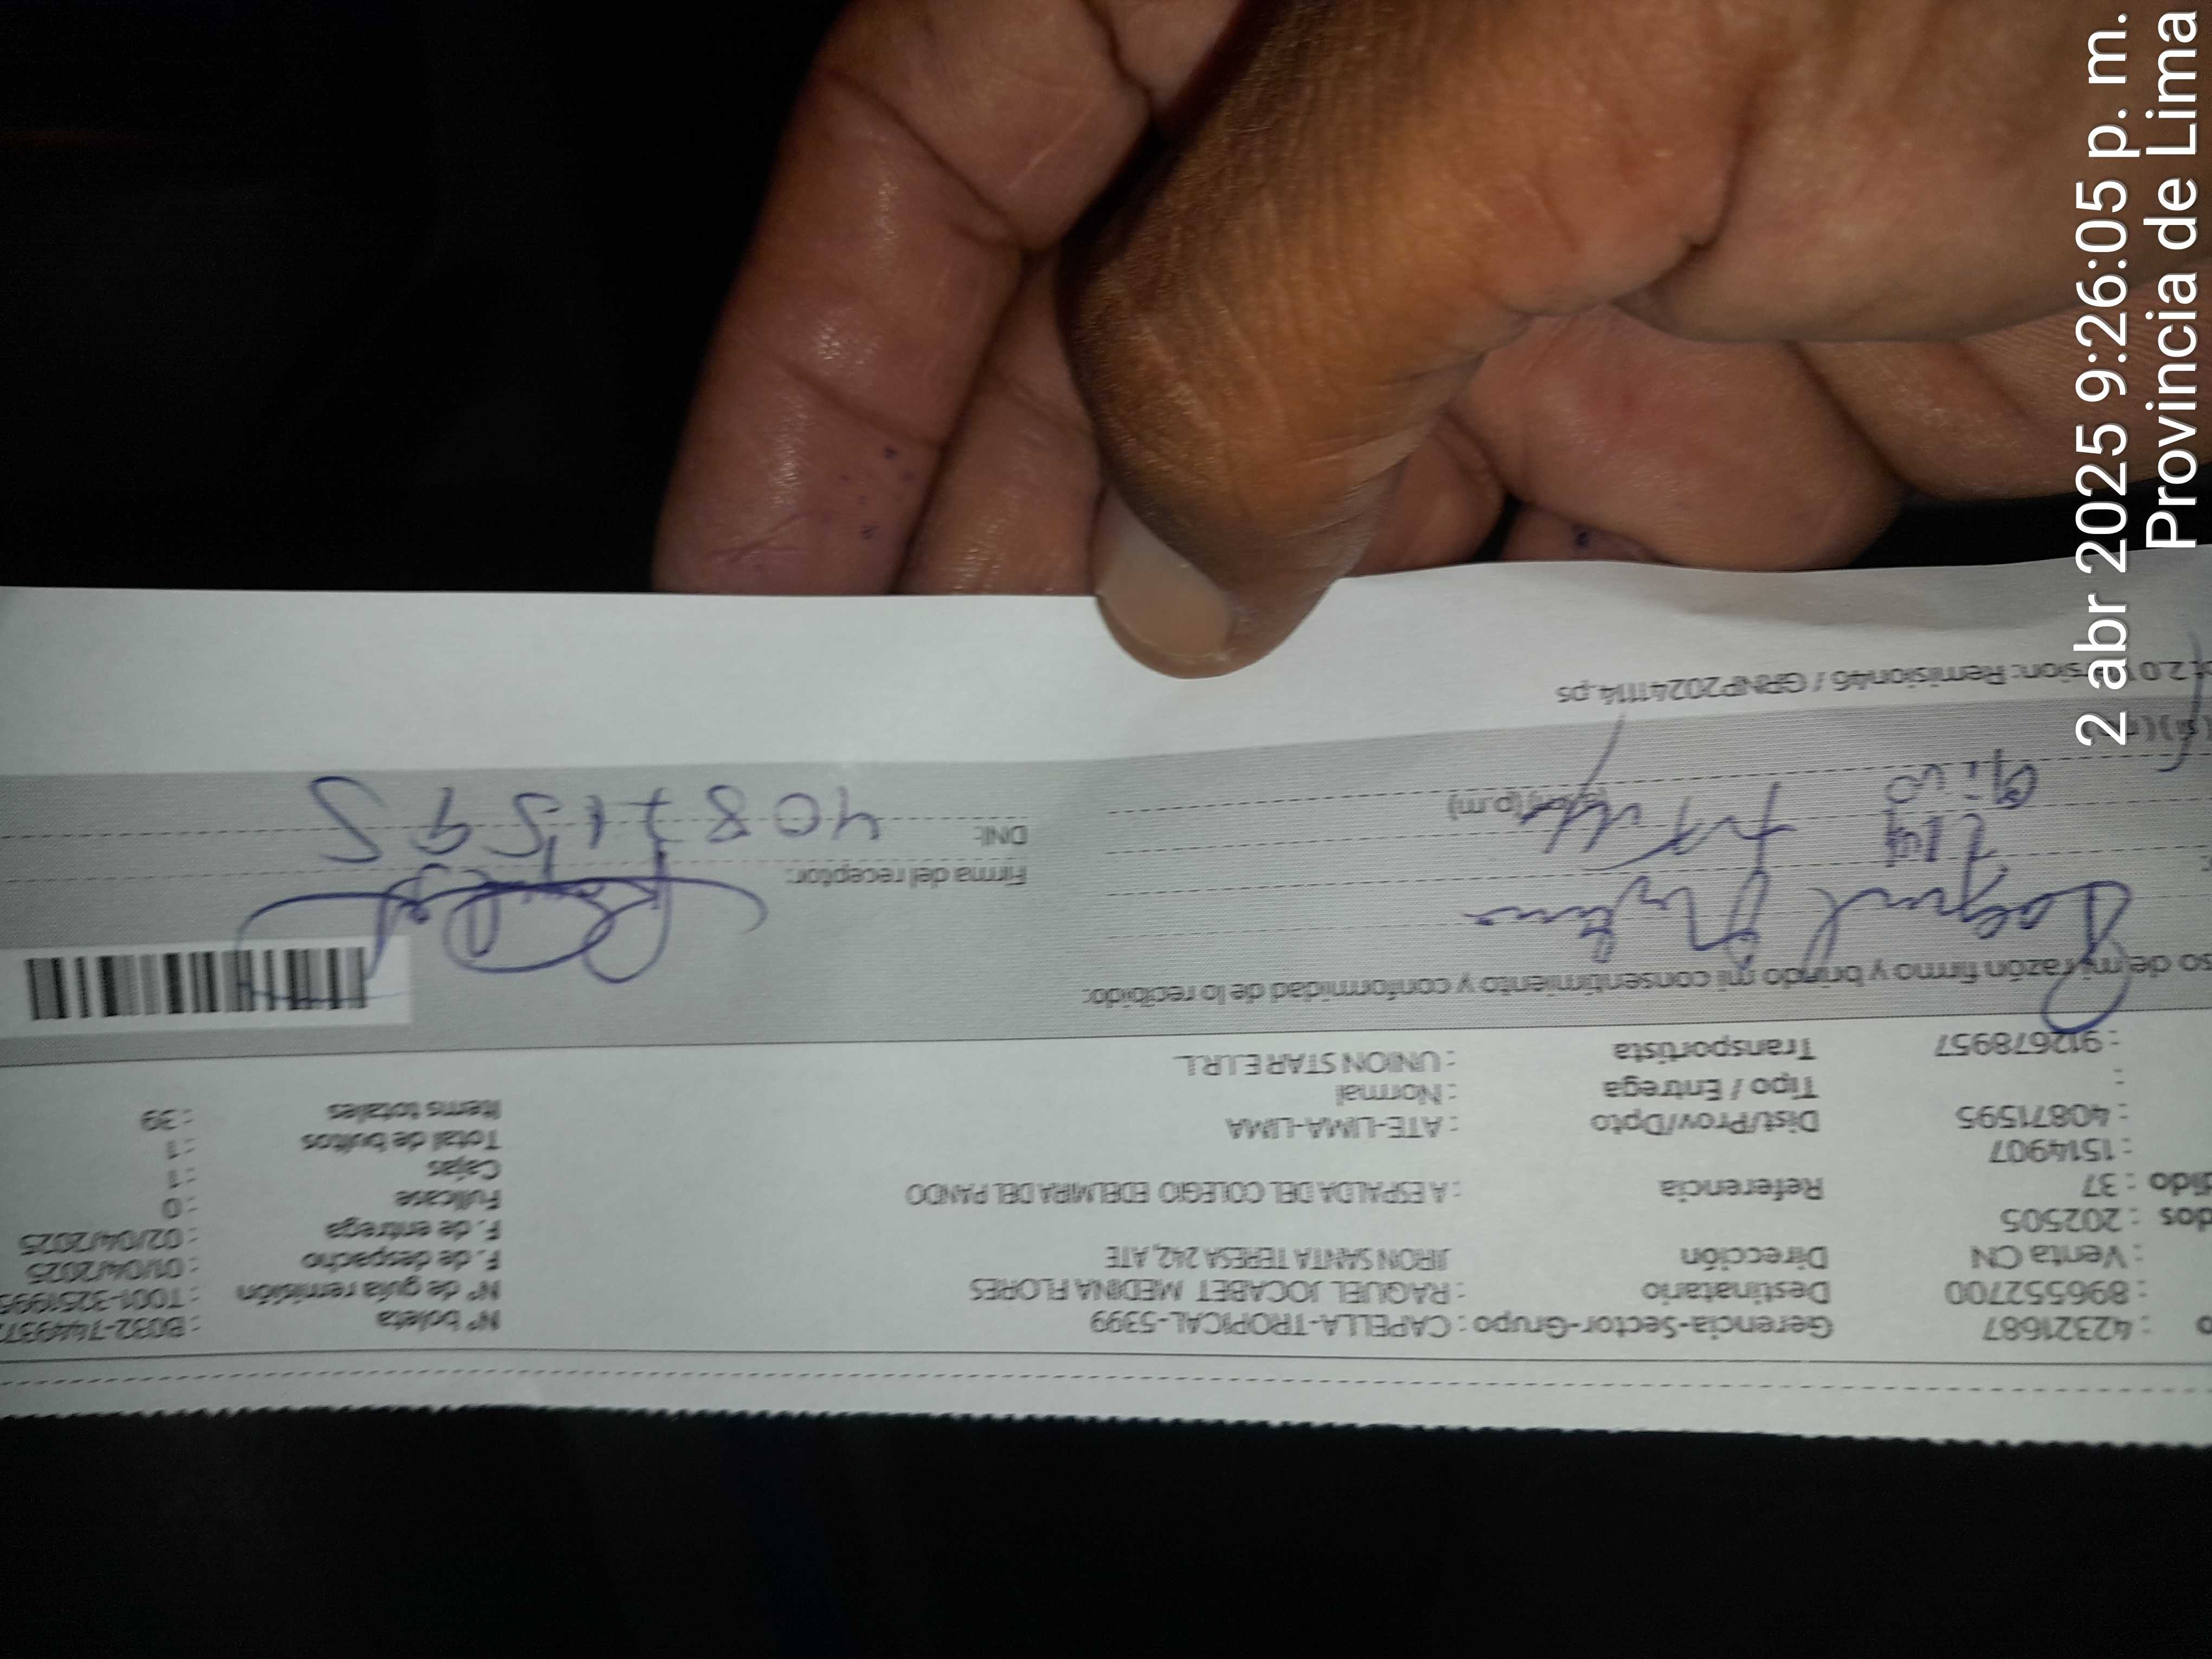 2 abr 2025 9:26:05 p. m.
Provincia de Lima
: 42321687 Gerencia-Sector-Grupo : CAPELLA-TROPICAL-5399 N° boleta
: 896552700 Destinatario : RAQUEL JOCABET MEDINA FLORES N° de guía remisión
: Venta CN Dirección JIRON SANTA TERESA 242, ATE F. de despacho : 01/04/2025
: 202505 F. de entrega : 02/04/2025
: 37 Referencia : A ESPALDA DEL COLEGIO EDELMIRA DEL PANDO Fullcase : 0
: 1514907 Cajas : 1
: 40871595 Dist/Prov/Dpto : ATE-LIMA-LIMA Total de bultos : 1
: Tipo / Entrega : Normal Items totales : 39
: 912678957 Transportista : UNION STAR E.I.R.L.
de mi razón firmo y brindo mi consentimiento y conformidad de lo recibido:
Raquel Medina
Firma del receptor:
Titular
(p.m)
DNI: 40871595
Remision46 / GRNP20241114.ps